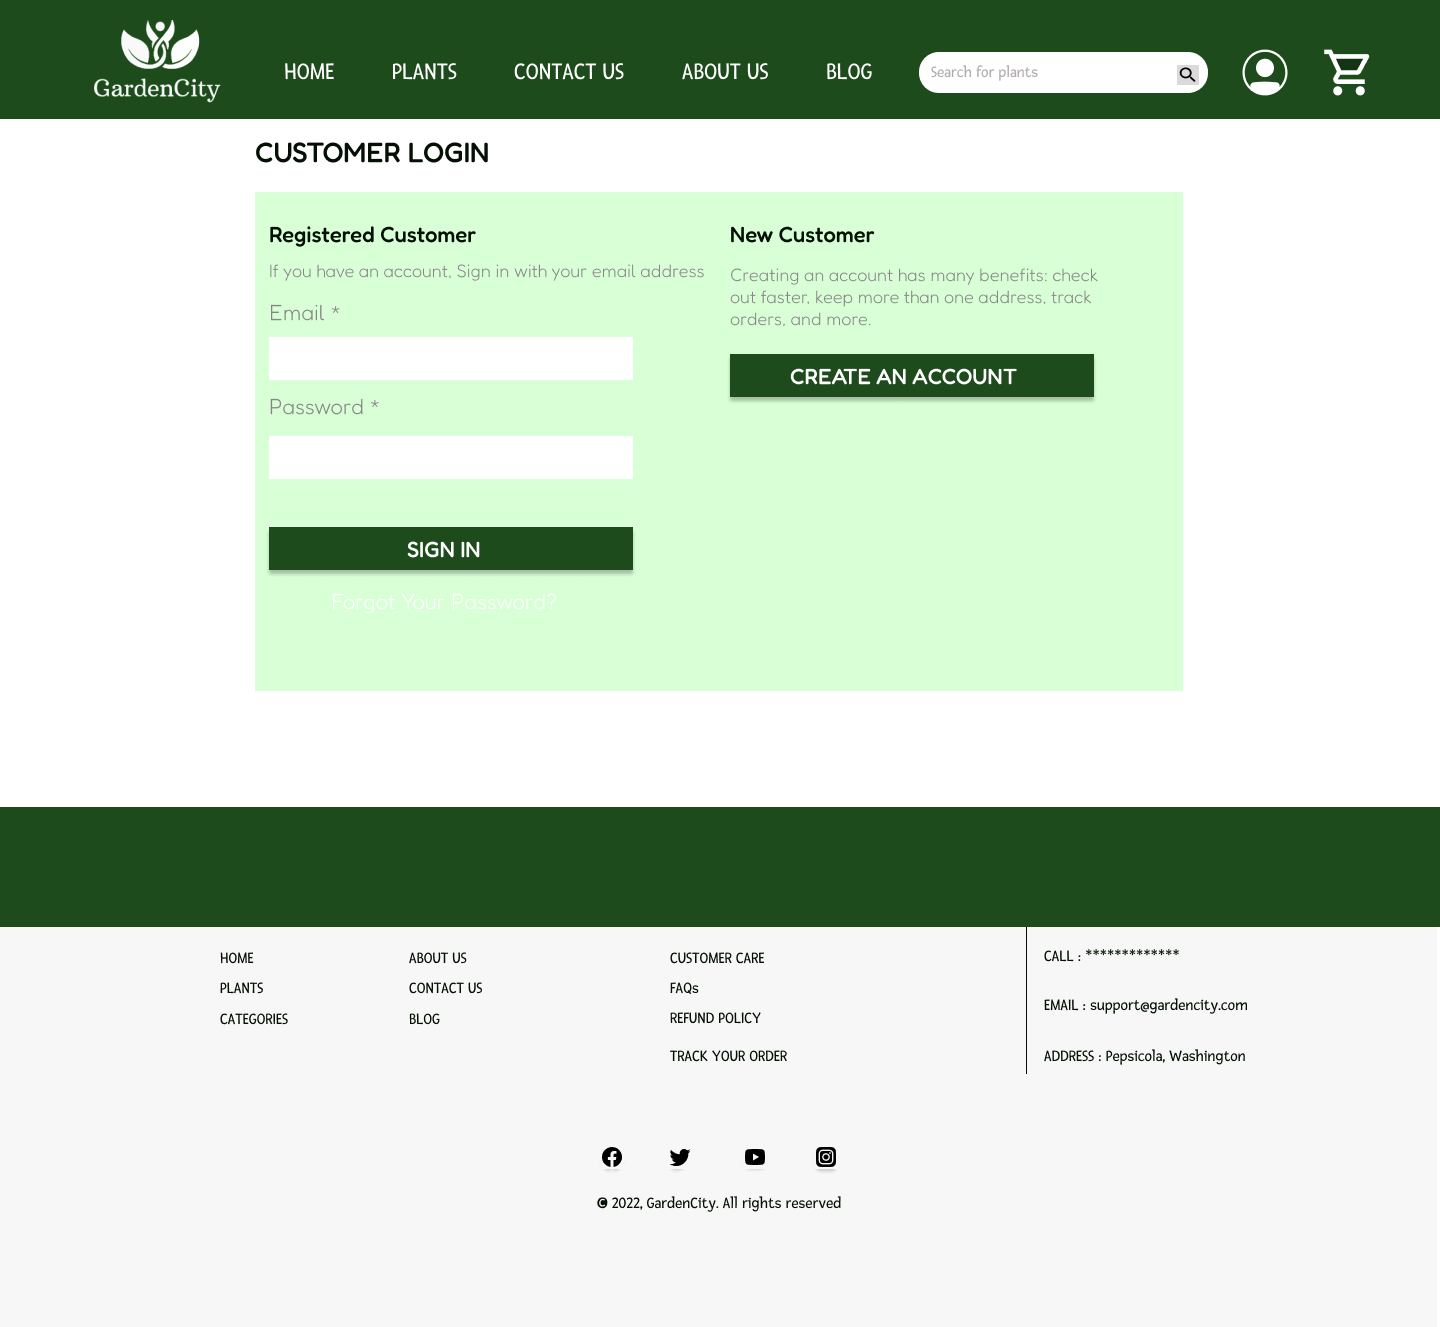 GardenCity
HOME
PLANTS
CONTACT US
ABOUT US
BLOG
Search for plants
CUSTOMER LOGIN
Registered Customer
If you have an account, Sign in with your email address
Email *
Password *
SIGN IN
Forgot Your Password?
New Customer
Creating an account has many benefits: check
out faster, keep more than one address, track
orders, and more.
CREATE AN ACCOUNT
HOME
PLANTS
CATEGORIES
ABOUT US
CONTACT US
BLOG
CUSTOMER CARE
FAQs
REFUND POLICY
TRACK YOUR ORDER
CALL : *************
EMAIL : support@gardencity.com
ADDRESS : Pepsicola, Washington
© 2022, GardenCity. All rights reserved